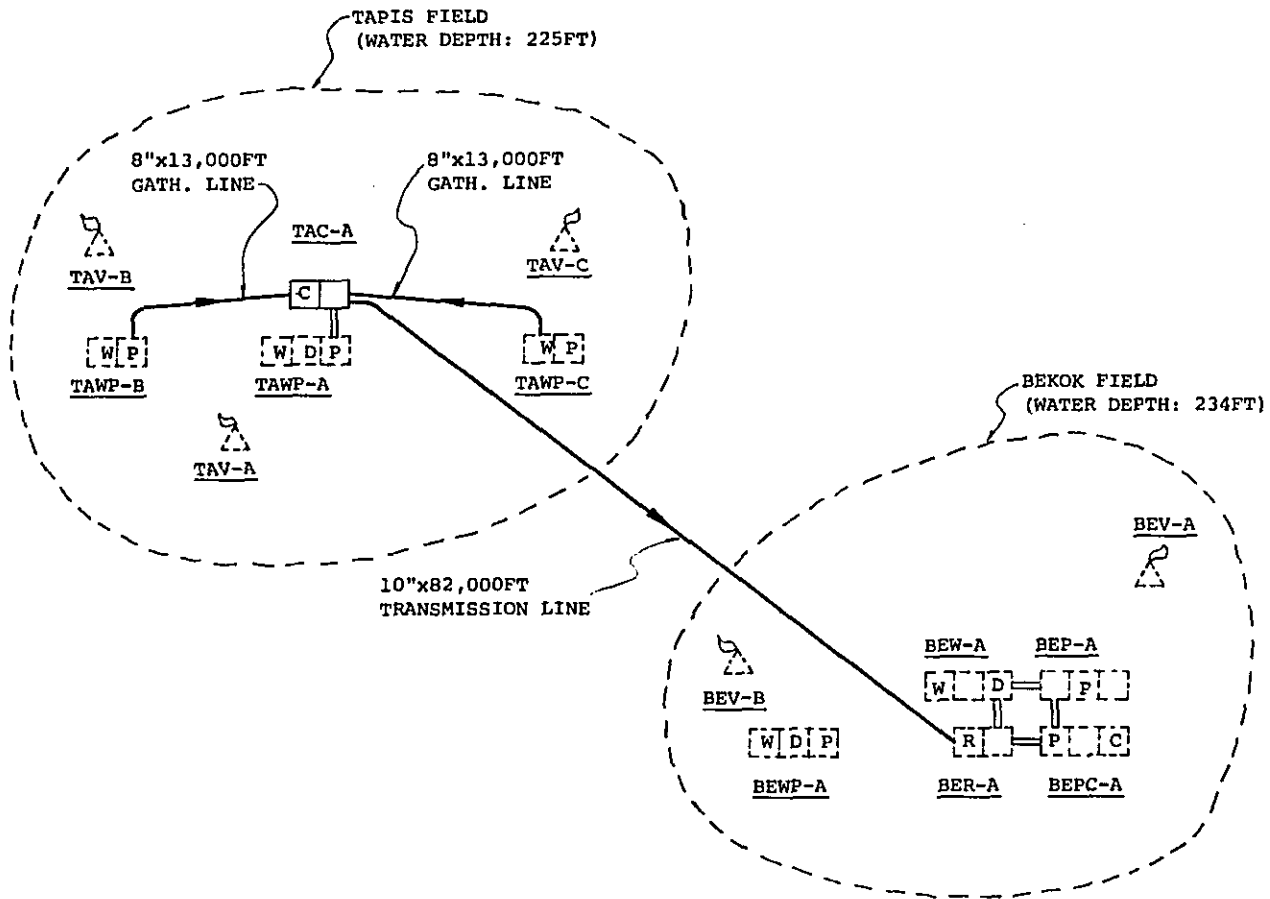 TAPIS FIELD
(WATER DEPTH: 225FT)
8"x13,000FT
GATH. LINE
8"x13,000FT
GATH. LINE
TAC-A
TAV-B
TAV-C
C
W P
W D P
W P
TAWP-B
TAWP-A
TAWP-C
TAV-A
BEKOK FIELD
(WATER DEPTH: 234FT)
10"x82,000FT
TRANSMISSION LINE
BEV-A
BEW-A
BEP-A
W D
P
BEV-B
W D P
R
P C
BEWP-A
BER-A
BEPC-A